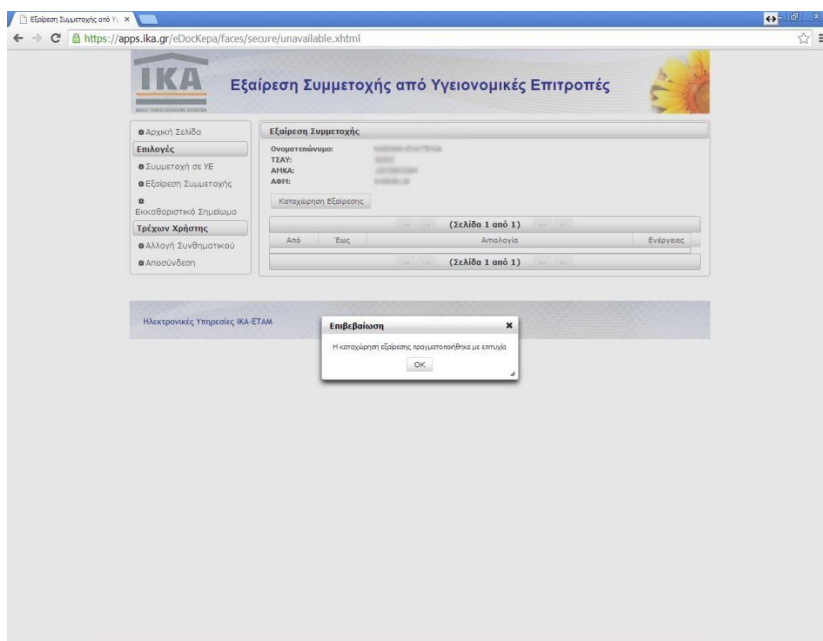 Εξαίρεση Συμμετοχής από Υγ
https://apps.ika.gr/eDocKepa/faces/secure/unavailable.xhtml
IKA
Εξαίρεση Συμμετοχής από Υγειονομικές Επιτροπές
Αρχική Σελίδα
Επιλογές
Συμμετοχή σε ΥΕ
Εξαίρεση Συμμετοχής
Εκκαθαριστικό Σημείωμα
Τρέχων Χρήστης
Αλλαγή Συνθηματικού
Αποσύνδεση
Εξαίρεση Συμμετοχής
Ονοματεπώνυμο:
ΤΣΑΥ:
ΑΜΚΑ:
ΑΦΜ:
Καταχώρηση Εξαίρεσης
(Σελίδα 1 από 1)
Από Έως Αιτιολογία Ενέργειες
(Σελίδα 1 από 1)
Ηλεκτρονικές Υπηρεσίες ΙΚΑ-ΕΤΑΜ
Επιβεβαίωση
Η καταχώρηση εξαίρεσης πραγματοποιήθηκε με επιτυχία
OK